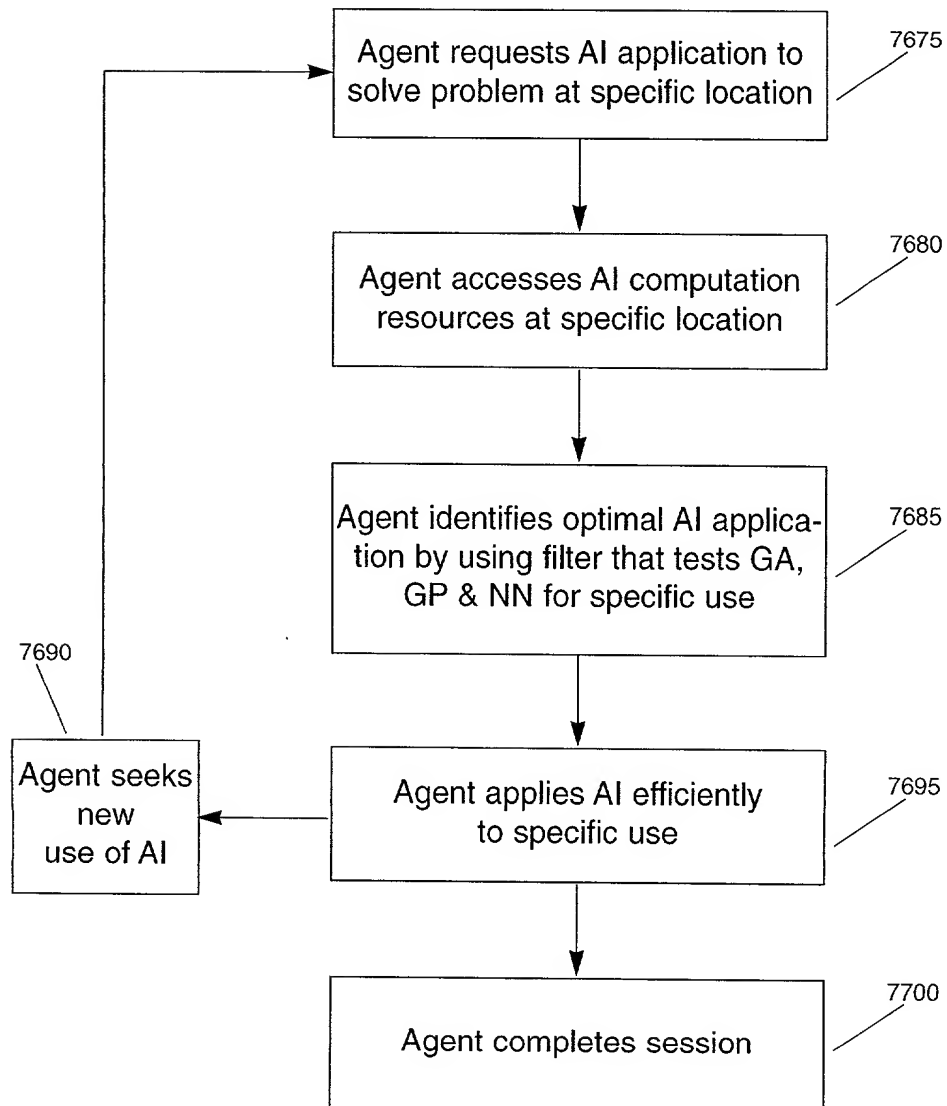 Agent requests AI application to
solve problem at specific location
7675
Agent accesses AI computation
resources at specific location
7680
Agent identifies optimal AI applica-
tion by using filter that tests GA,
GP & NN for specific use
7685
7690
Agent seeks
new
use of AI
Agent applies AI efficiently
to specific use
7695
Agent completes session
7700